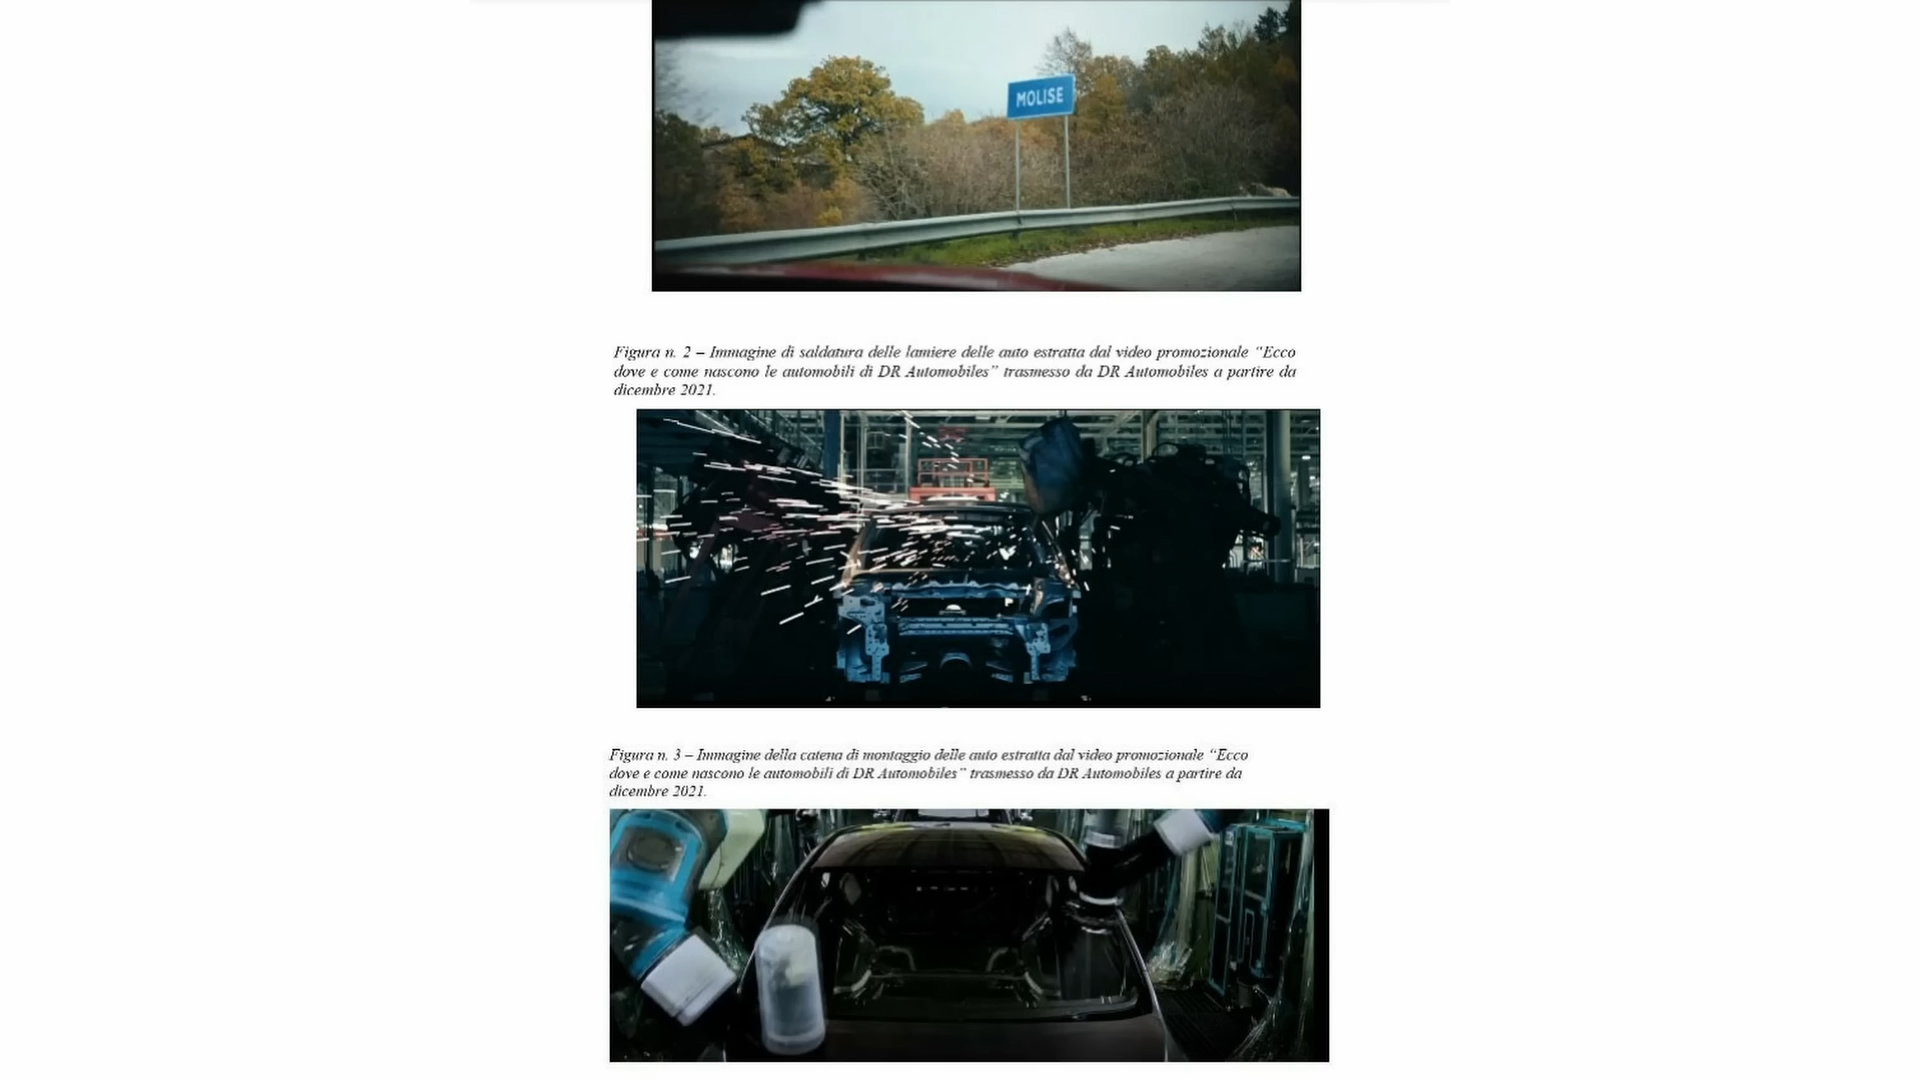 MOLISE
Figura n. 2 – Immagine di saldatura delle lamiere delle auto estratta dal video promozionale “Ecco
dove e come nascono le automobili di DR Automobiles” trasmesso da DR Automobiles a partire da
dicembre 2021.
Figura n. 3 – Immagine della catena di montaggio delle auto estratta dal video promozionale “Ecco
dove e come nascono le automobili di DR Automobiles” trasmesso da DR Automobiles a partire da
dicembre 2021.